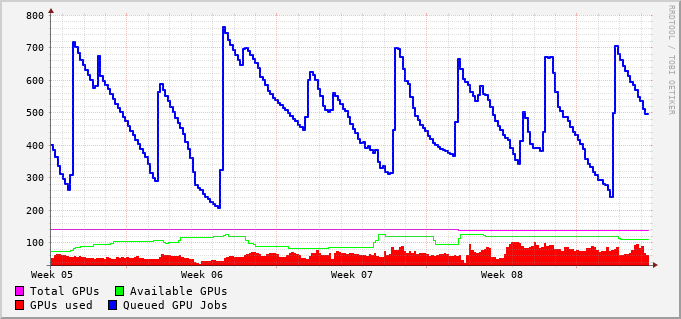 800
700
600
500
400
300
200
100
Week 05 Week 06 Week 07 Week 08
Total GPUs Available GPUs
GPUs used Queued GPU Jobs
RRDTOOL / TOBI OETIKER